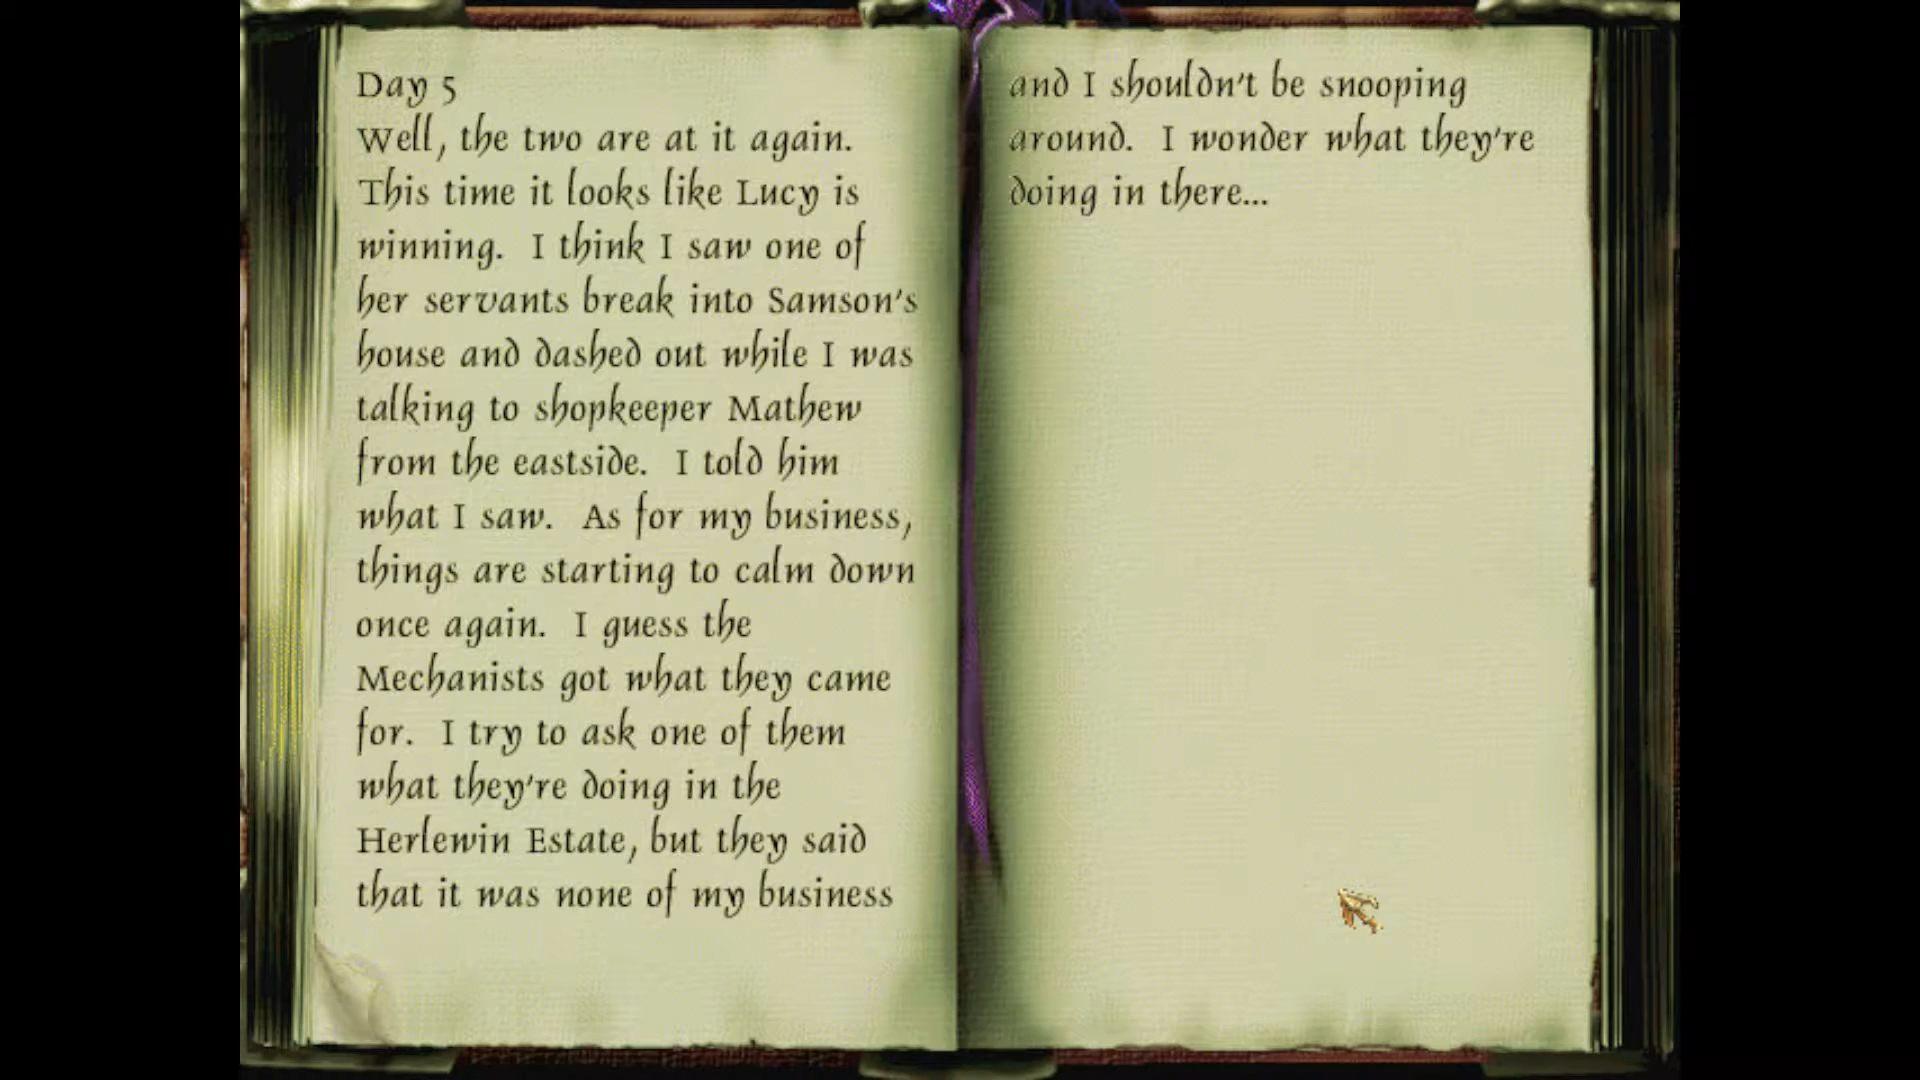 Day 5
Well, the two are at it again.
This time it looks like Lucy is
winning.  I think I saw one of
her servants break into Samson's
house and dashed out while I was
talking to shopkeeper Mathew
from the eastside.  I told him
what I saw.  As for my business,
things are starting to calm down
once again.  I guess the
Mechanists got what they came
for.  I try to ask one of them
what they're doing in the
Herlewin Estate, but they said
that it was none of my business
and I shouldn't be snooping
around.  I wonder what they're
doing in there...